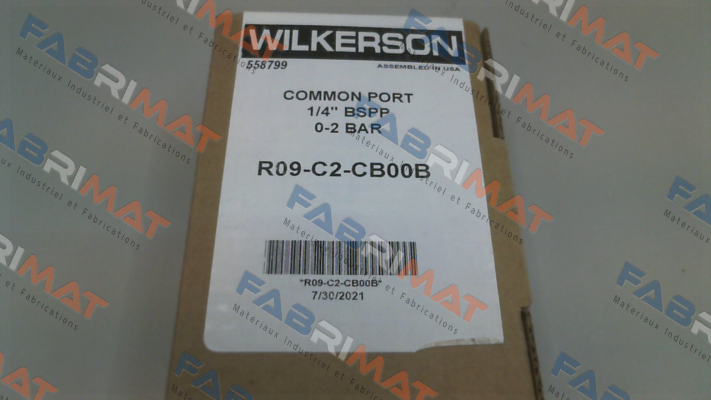 WILKERSON
558799 ASSEMBLED IN USA
COMMON PORT
1/4" BSPP
0-2 BAR
R09-C2-CB00B
*R09-C2-CB00B*
7/30/2021
FABRIMAT
Materiaux Industriel et Fabrications